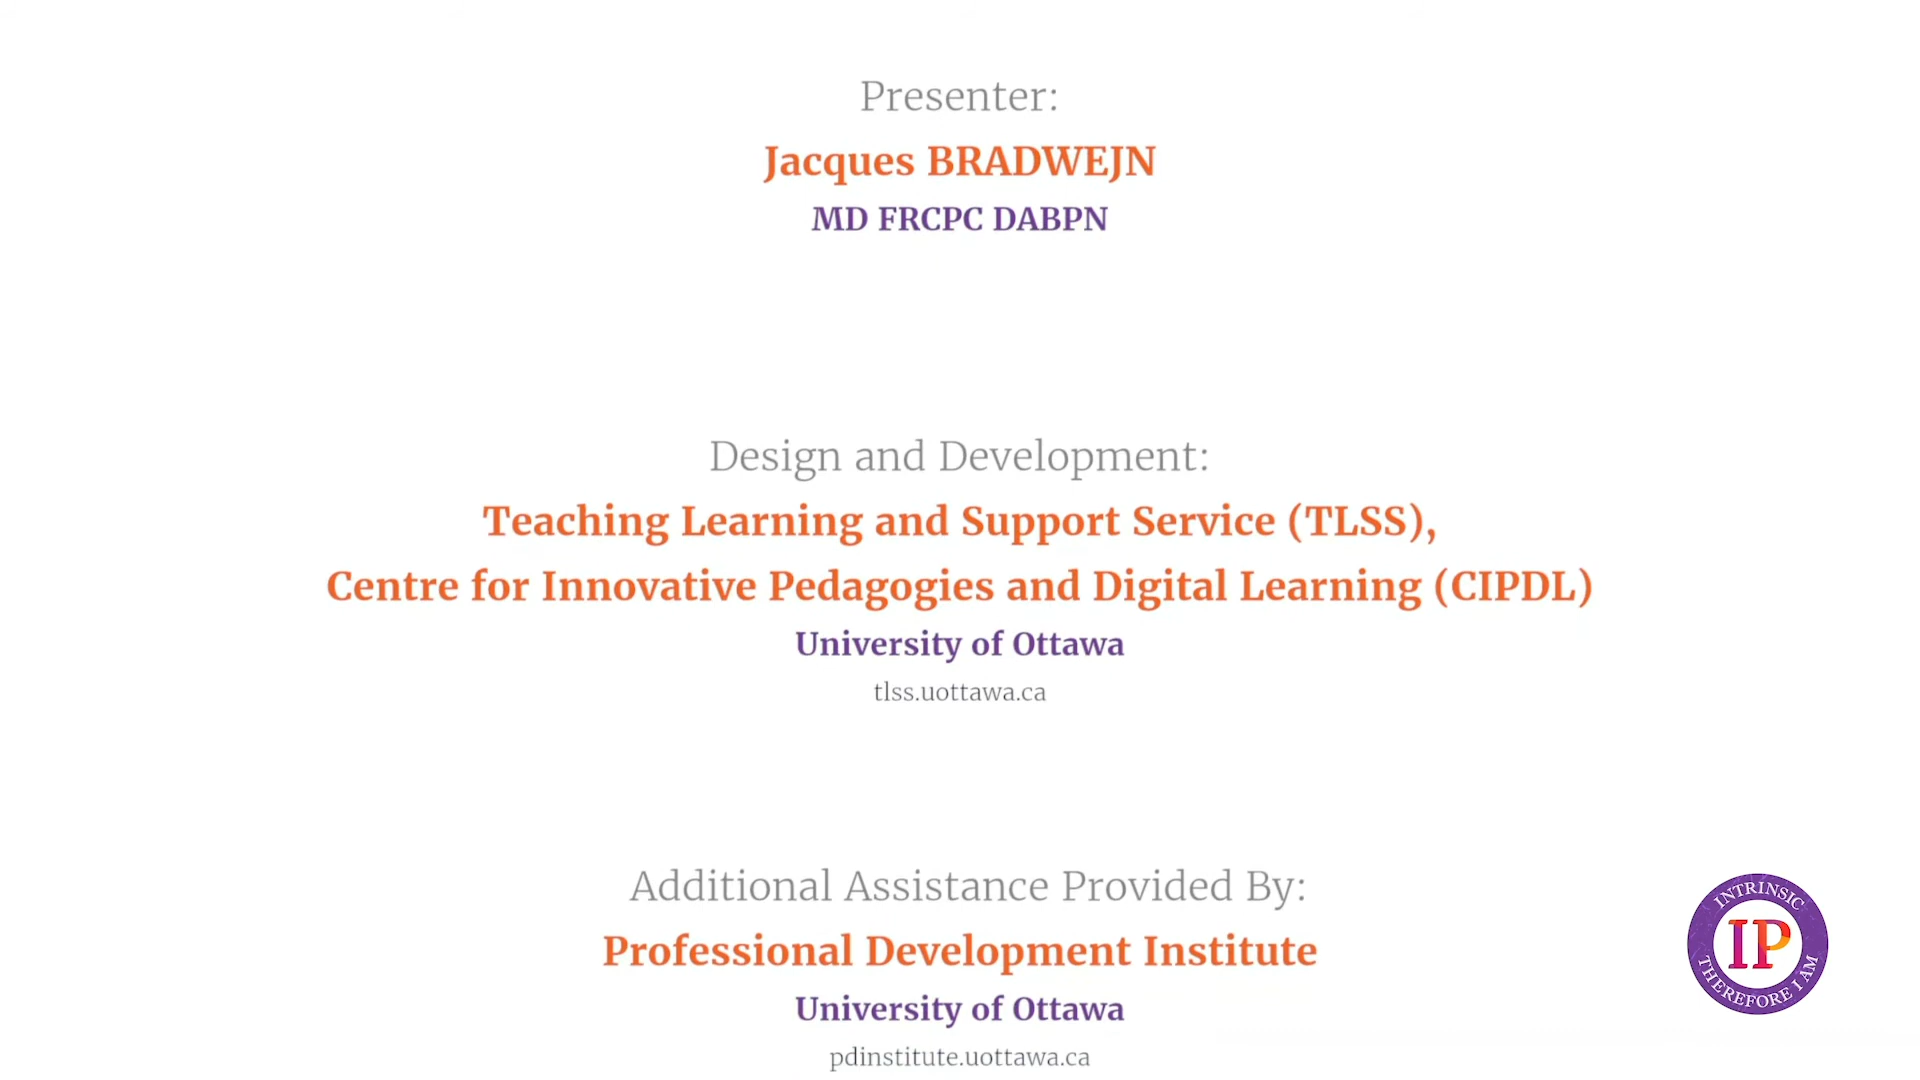 Presenter:
Jacques BRADWEJN
MD FRCPC DABPN
Design and Development:
Teaching Learning and Support Service (TLSS),
Centre for Innovative Pedagogies and Digital Learning (CIPDL)
University of Ottawa
tlss.uottawa.ca
Additional Assistance Provided By:
Professional Development Institute
University of Ottawa
pdinstitute.uottawa.ca
INTRINSIC
IP
THEREFORE I AM